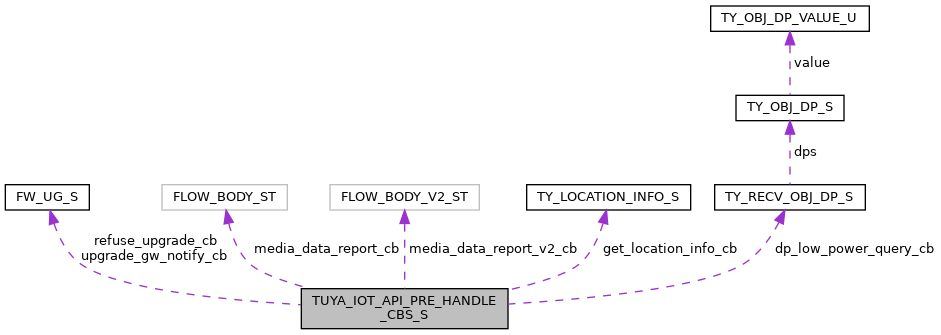 TY_OBJ_DP_VALUE_U
value
TY_OBJ_DP_S
dps
FW_UG_S
FLOW_BODY_ST
FLOW_BODY_V2_ST
TY_LOCATION_INFO_S
TY_RECV_OBJ_DP_S
refuse_upgrade_cb
upgrade_gw_notify_cb
media_data_report_cb
media_data_report_v2_cb
get_location_info_cb
dp_low_power_query_cb
TUYA_IOT_API_PRE_HANDLE
_CBS_S